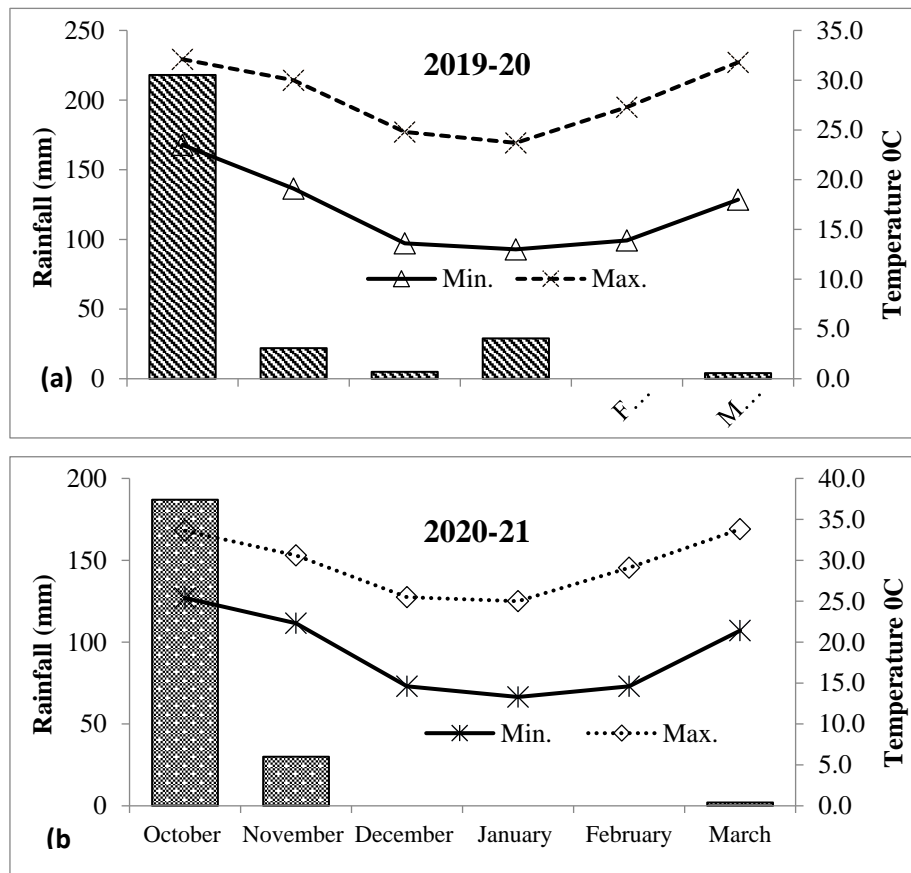 2019-20
Rainfall (mm)
250
200
150
100
50
0
35.0
30.0
25.0
20.0
15.0
10.0
5.0
0.0
Temperature 0C
Min.
Max.
(a)
F...
M...
2020-21
Rainfall (mm)
200
150
100
50
0
40.0
35.0
30.0
25.0
20.0
15.0
10.0
5.0
0.0
Temperature 0C
Min.
Max.
(b
October November December January February March